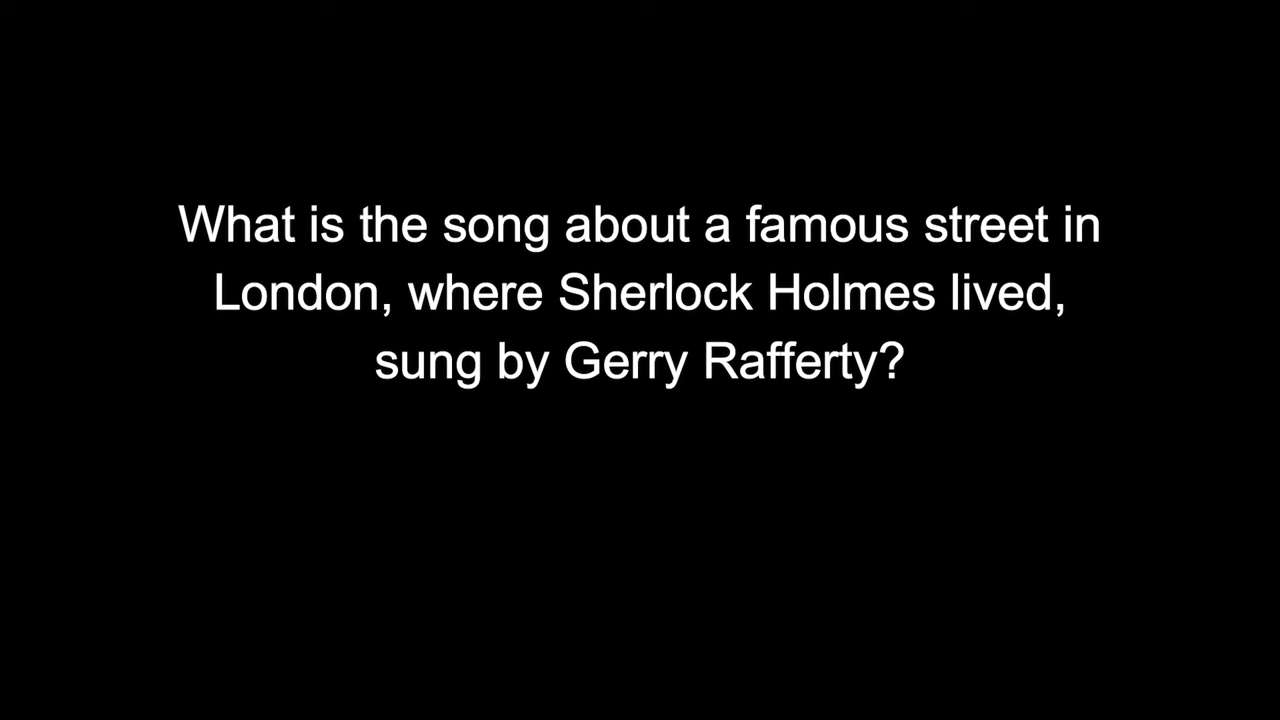 What is the song about a famous street in
London, where Sherlock Holmes lived,
sung by Gerry Rafferty?